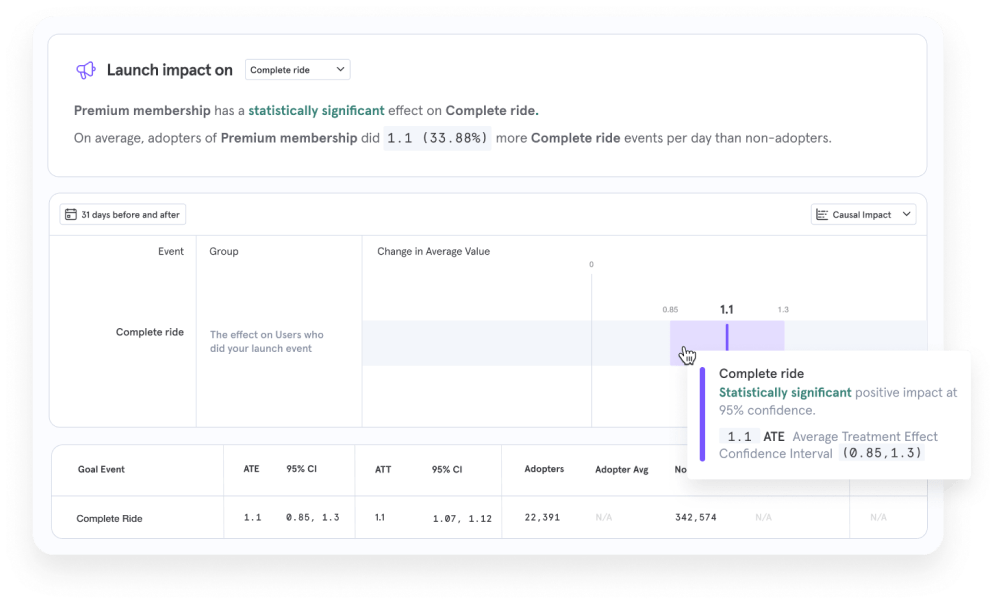 Launch impact on Complete ride
Premium membership has a statistically significant effect on Complete ride.
On average, adopters of Premium membership did 1.1 (33.88%) more Complete ride events per day than non-adopters.
31 days before and after
Causal Impact
Event Group Change in Average Value
0
0.85 1.1 1.3
Complete ride
The effect on Users who
did your launch event
Complete ride
Statistically significant positive impact at
95% confidence.
1.1 ATE Average Treatment Effect
Confidence Interval (0.85,1.3)
Goal Event ATE 95% CI ATT 95% CI Adopters Adopter Avg No
Complete Ride 1.1 0.85, 1.3 1.1 1.07, 1.12 22,391 N/A 342,574 N/A N/A